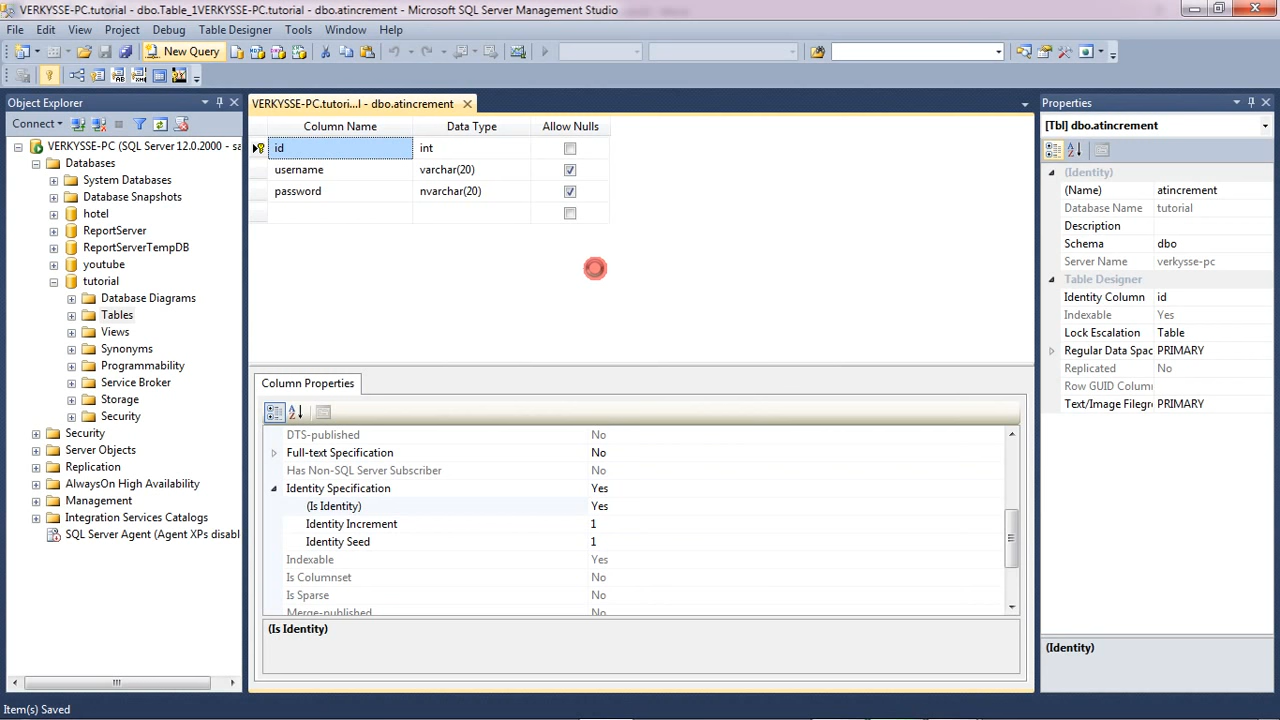 VERKYSSE-PC.tutorial - dbo.Table_1VERKYSSE-PC.tutorial - dbo.atincrement - Microsoft SQL Server Management Studio
File Edit View Project Debug Table Designer Tools Window Help
New Query
Object Explorer
Connect
VERKYSSE-PC (SQL Server 12.0.2000 - sa
Databases
System Databases
Database Snapshots
hotel
ReportServer
ReportServerTempDB
youtube
tutorial
Database Diagrams
Tables
Views
Synonyms
Programmability
Service Broker
Storage
Security
Security
Server Objects
Replication
AlwaysOn High Availability
Management
Integration Services Catalogs
SQL Server Agent (Agent XPs disabl
VERKYSSE-PC.tutori...l - dbo.atincrement
Column Name Data Type Allow Nulls
id int
username varchar(20)
password nvarchar(20)
Column Properties
DTS-published No
Full-text Specification No
Has Non-SQL Server Subscriber No
Identity Specification Yes
(Is Identity) Yes
Identity Increment 1
Identity Seed 1
Indexable Yes
Is Columnset No
Is Sparse No
Merge-published No
(Is Identity)
Properties
[Tbl] dbo.atincrement
(Identity)
(Name) atincrement
Database Name tutorial
Description
Schema dbo
Server Name verkysse-pc
Table Designer
Identity Column id
Indexable Yes
Lock Escalation Table
Regular Data Spac PRIMARY
Replicated No
Row GUID Column
Text/Image Filegr PRIMARY
(Identity)
Item(s) Saved